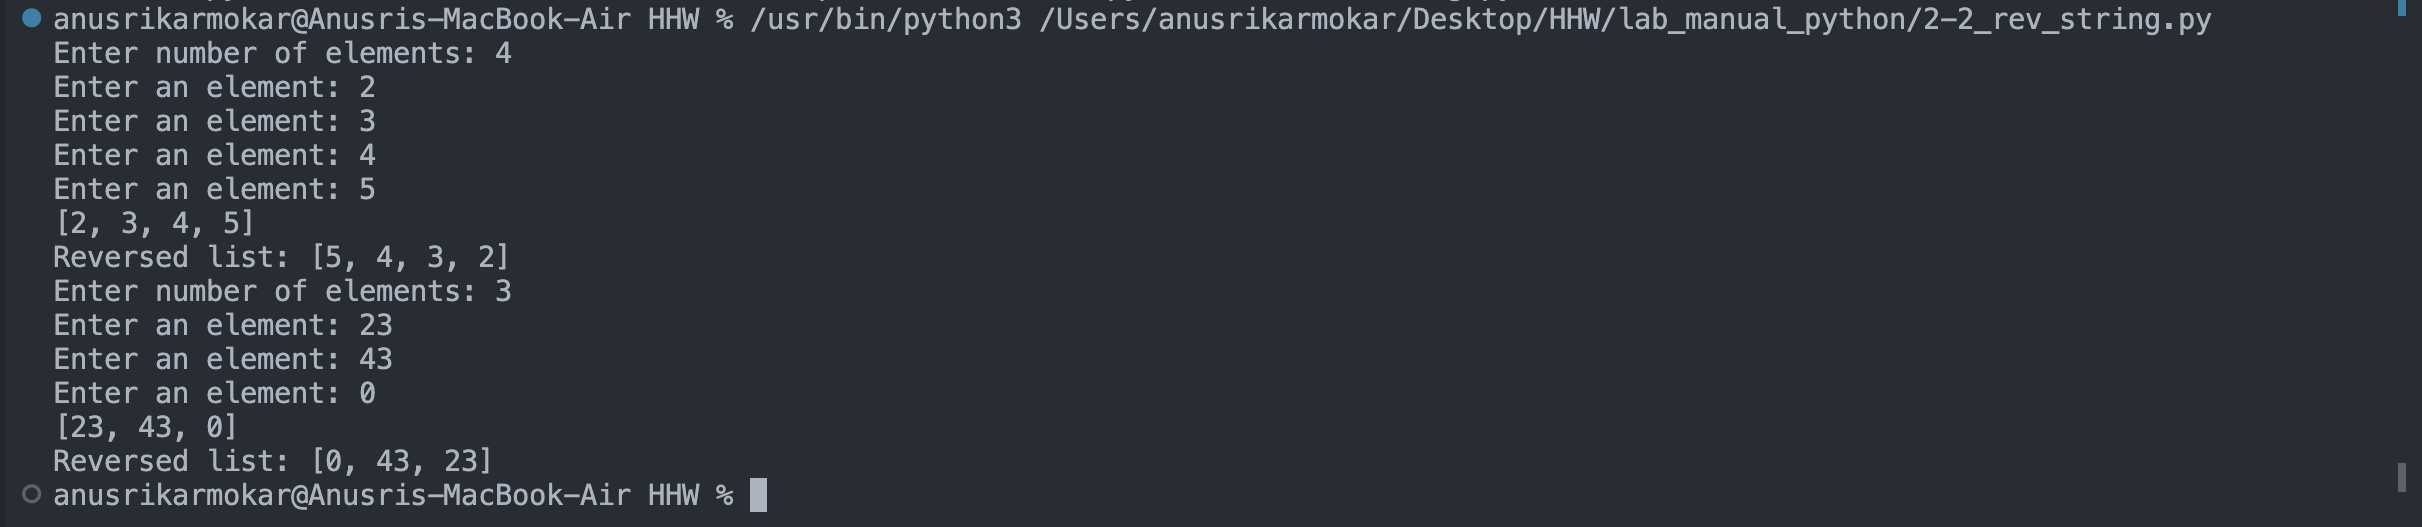 anusrikarmokar@Anusris-MacBook-Air HHW % /usr/bin/python3 /Users/anusrikarmokar/Desktop/HHW/lab_manual_python/2-2_rev_string.py
Enter number of elements: 4
Enter an element: 2
Enter an element: 3
Enter an element: 4
Enter an element: 5
[2, 3, 4, 5]
Reversed list: [5, 4, 3, 2]
Enter number of elements: 3
Enter an element: 23
Enter an element: 43
Enter an element: 0
[23, 43, 0]
Reversed list: [0, 43, 23]
anusrikarmokar@Anusris-MacBook-Air HHW %